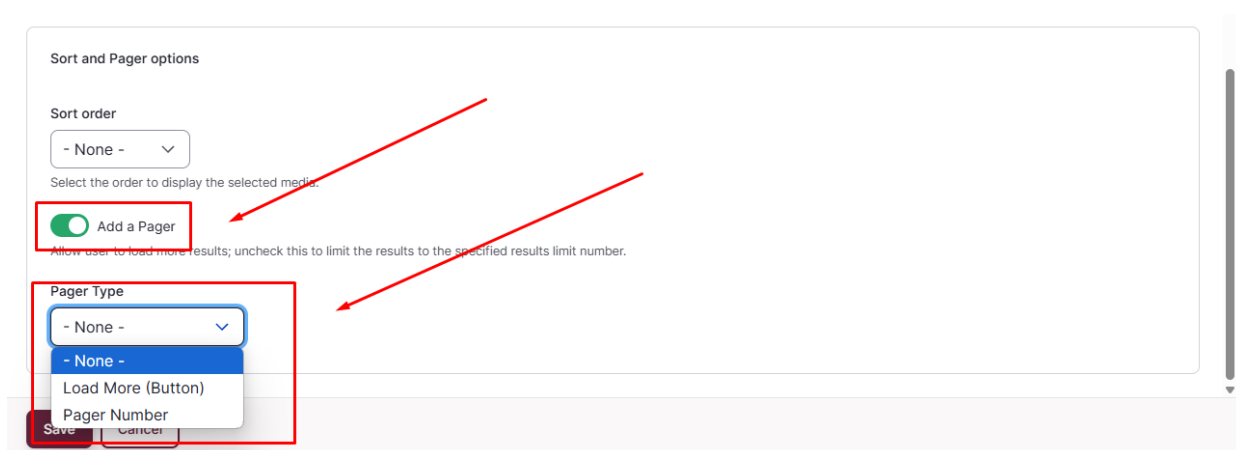 Sort and Pager options
Sort order
- None -
Select the order to display the selected media.
Add a Pager
Allow user to load more results; uncheck this to limit the results to the specified results limit number.
Pager Type
- None -
- None -
Load More (Button)
Pager Number
Save Cancel